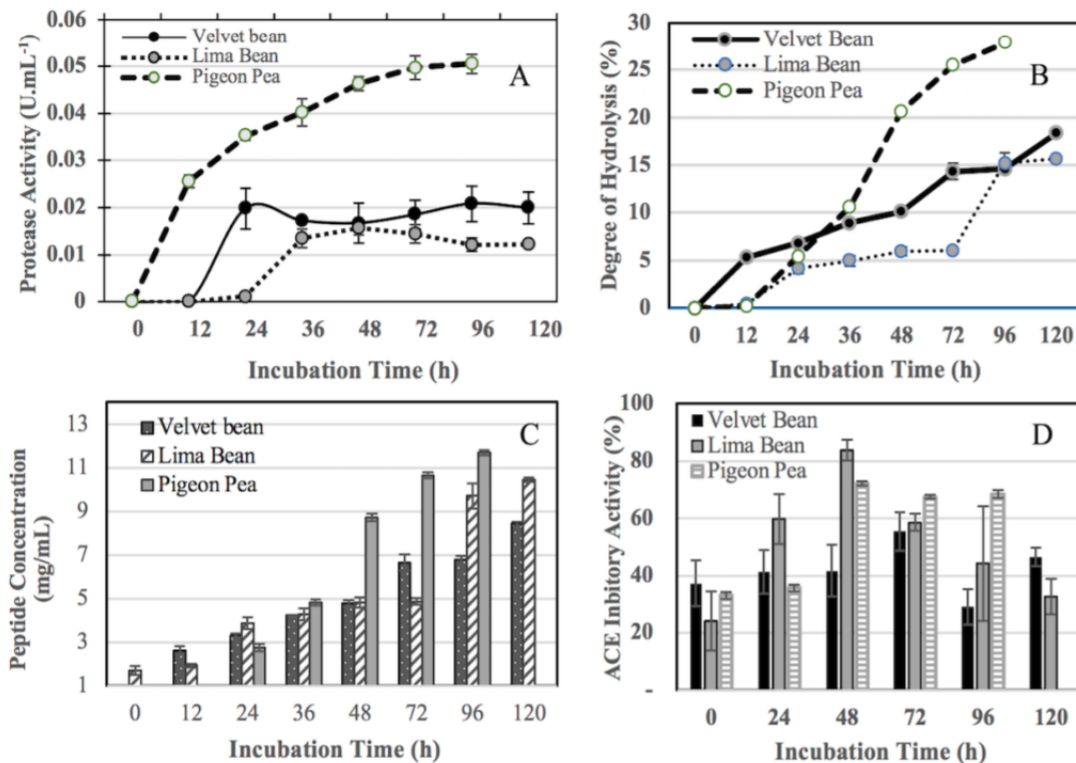 0.06
0.05
0.04
0.03
0.02
0.01
0
Protease Activity (U.mL⁻¹)
Velvet bean
Lima Bean
Pigeon Pea
A
0 12 24 36 48 72 96 120
Incubation Time (h)
30
25
20
15
10
5
0
Degree of Hydrolysis (%)
Velvet Bean
Lima Bean
Pigeon Pea
B
0 12 24 36 48 72 96 120
Incubation Time (h)
13
11
9
7
5
3
1
Peptide Concentration
(mg/mL)
Velvet bean
Lima Bean
Pigeon Pea
C
0 12 24 36 48 72 96 120
Incubation Time (h)
100
80
60
40
20
-
ACE Inbitory Activity (%)
Velvet Bean
Lima Bean
Pigeon Pea
D
0 24 48 72 96 120
Incubation Time (h)